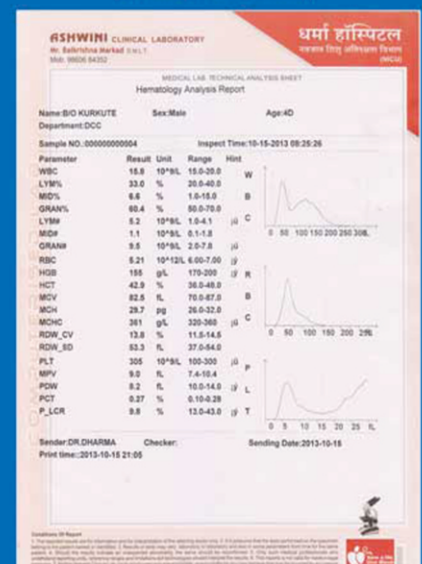 ASHWINI CLINICAL LABORATORY
Mr. Balkrishna Markad D.M.L.T.
Mob: 98606 84352
धर्मा हॉस्पिटल
नवजात शिशु अतिदक्षता विभाग
(NICU)
MEDICAL LAB. TECHNICAL ANALYSIS SHEET
Hematology Analysis Report
Name:B/O KURKUTE Sex:Male Age:4D
Department:DCC
Sample NO.:000000000004 Inspect Time:10-15-2013 08:25:26
Parameter Result Unit Range Hint
WBC 15.8 10^9/L 15.0-20.0
LYM% 33.0 % 20.0-40.0
MID% 6.6 % 1.0-15.0
GRAN% 60.4 % 50.0-70.0
LYM# 5.2 10^9/L 1.0-4.1 ¡ü
MID# 1.1 10^9/L 0.1-1.8
GRAN# 9.5 10^9/L 2.0-7.8 ¡ü
W
B
C
0 50 100 150 200 250 300 fL
RBC 5.21 10^12/L 6.00-7.00 ¡ý
HGB 155 g/L 170-200 ¡ý
HCT 42.9 % 36.0-48.0
MCV 82.5 fL 70.0-87.0
MCH 29.7 pg 26.0-32.0
MCHC 361 g/L 320-360 ¡ü
RDW_CV 13.8 % 11.5-14.5
RDW_SD 53.3 fL 37.0-54.0
R
B
C
0 50 100 150 200 250 fL
PLT 305 10^9/L 100-300 ¡ü
MPV 9.0 fL 7.4-10.4
PDW 8.2 fL 10.0-14.0 ¡ý
PCT 0.27 % 0.10-0.28
P_LCR 9.8 % 13.0-43.0 ¡ý
P
L
T
0 5 10 15 20 25 fL
Sender:DR.DHARMA Checker: Sending Date:2013-10-15
Print time::2013-10-15 21:05
Conditions Of Report